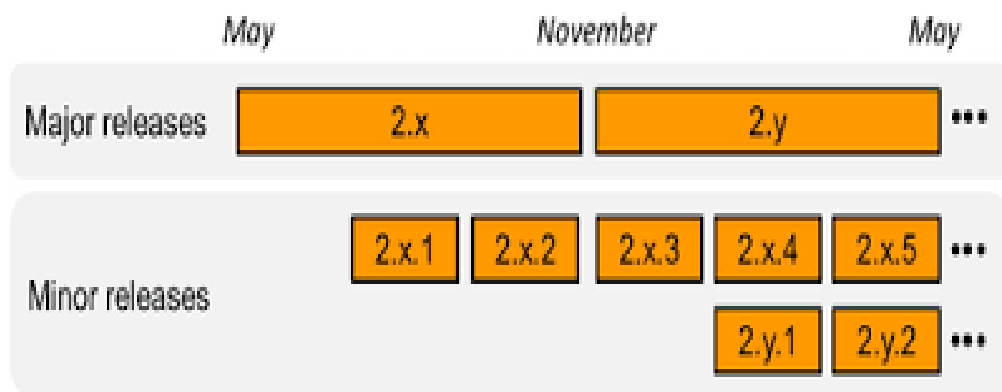 May November May
Major releases 2.x 2.y •••
2.x.1 2.x.2 2.x.3 2.x.4 2.x.5 •••
Minor releases
2.y.1 2.y.2 •••